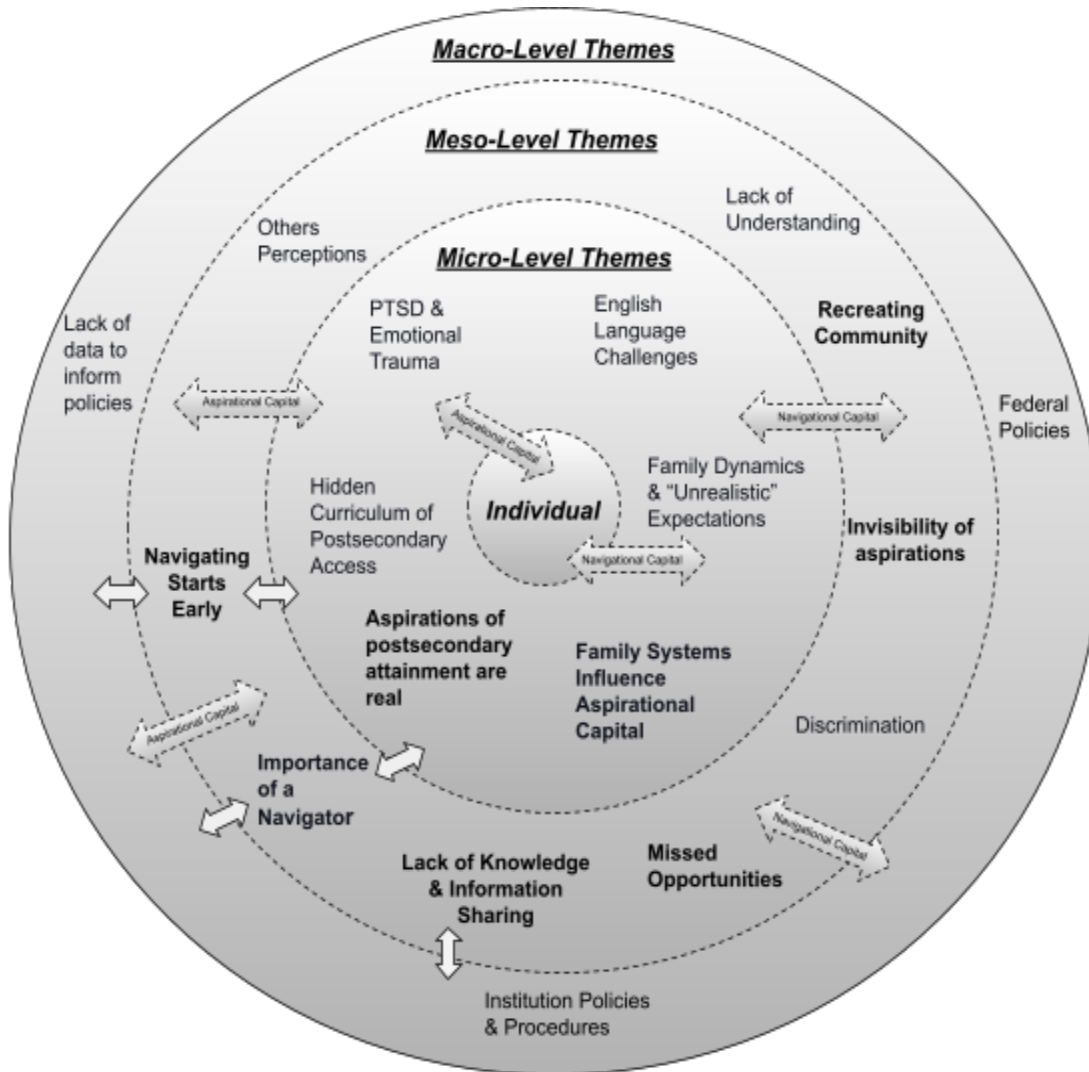 Macro-Level Themes
Meso-Level Themes
Lack of
Understanding
Others
Perceptions
Micro-Level Themes
PTSD &
Emotional
Trauma
English
Language
Challenges
Recreating
Community
Lack of
data to
inform
policies
Aspirational Capital
Aspirational Capital
Navigational Capital
Federal
Policies
Hidden
Curriculum of
Postsecondary
Access
Individual
Family Dynamics
& “Unrealistic”
Expectations
Navigational Capital
Invisibility of
aspirations
Navigating
Starts
Early
Aspirations of
postsecondary
attainment are
real
Family Systems
Influence
Aspirational
Capital
Aspirational Capital
Discrimination
Importance
of a
Navigator
Navigational Capital
Lack of Knowledge
& Information
Sharing
Missed
Opportunities
Institution Policies
& Procedures